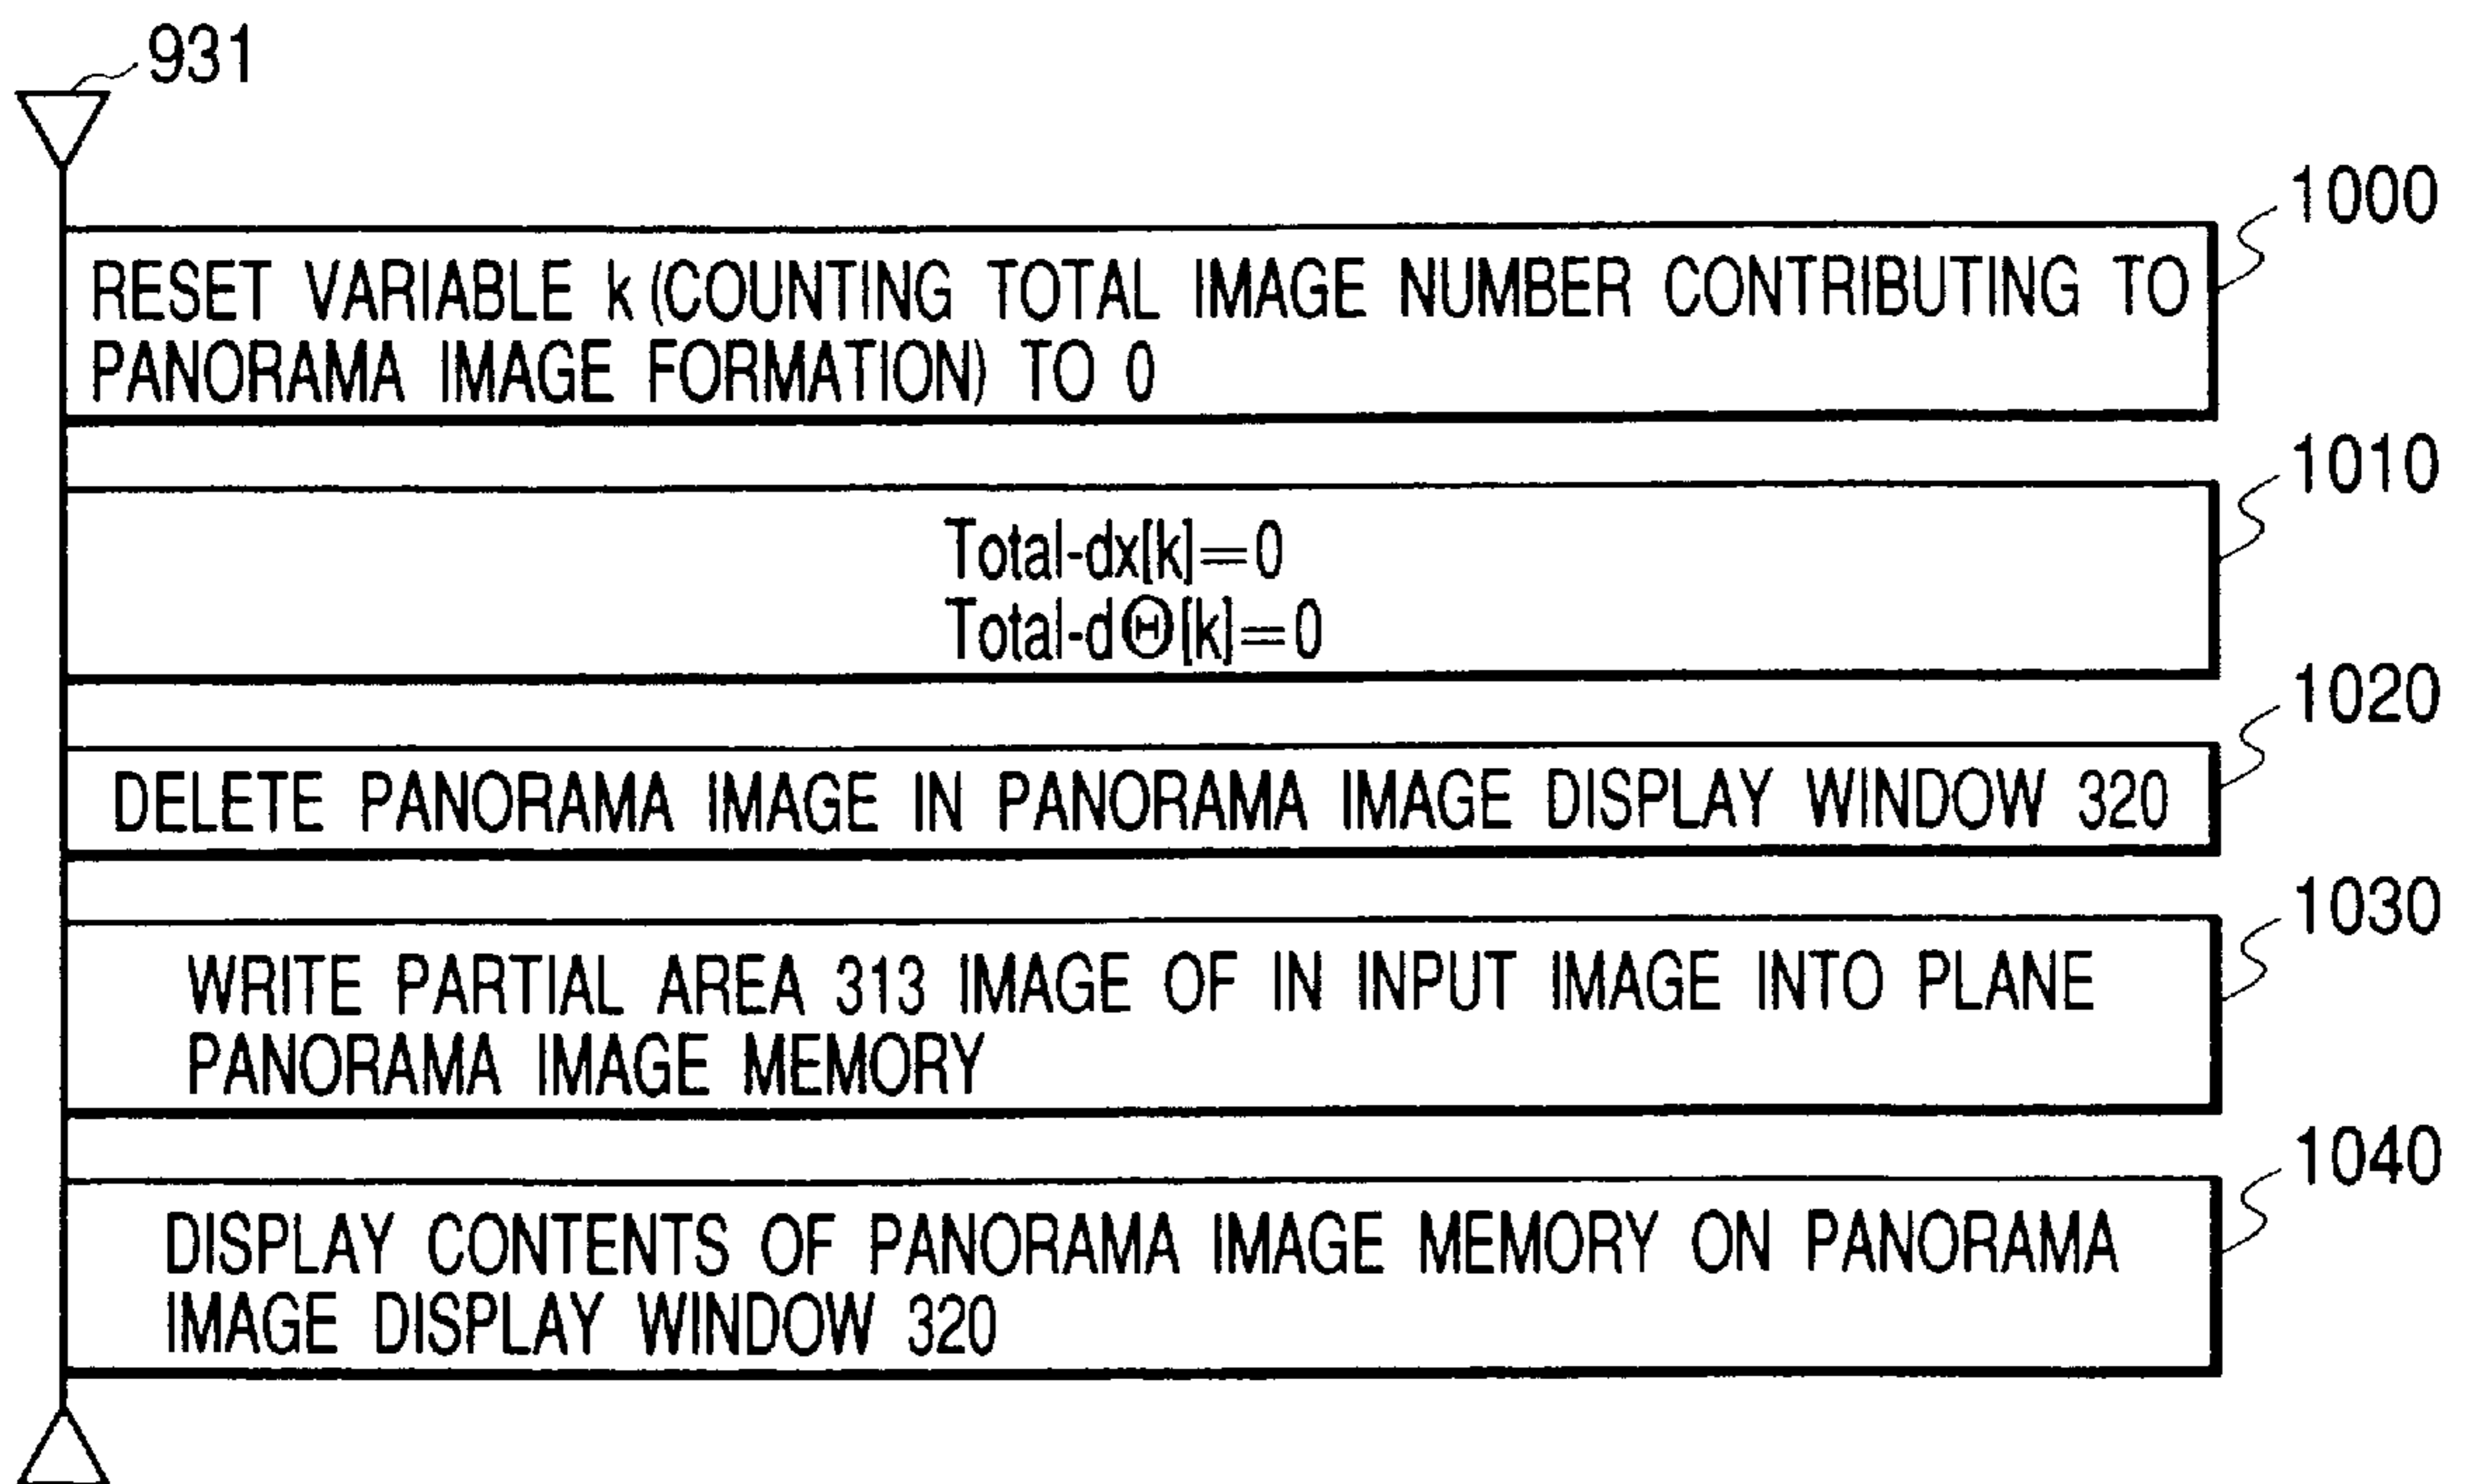 931
1000
RESET VARIABLE k (COUNTING TOTAL IMAGE NUMBER CONTRIBUTING TO
PANORAMA IMAGE FORMATION) TO 0
1010
Total-dx[k]=0
Total-dΘ[k]=0
1020
DELETE PANORAMA IMAGE IN PANORAMA IMAGE DISPLAY WINDOW 320
1030
WRITE PARTIAL AREA 313 IMAGE OF IN INPUT IMAGE INTO PLANE
PANORAMA IMAGE MEMORY
1040
DISPLAY CONTENTS OF PANORAMA IMAGE MEMORY ON PANORAMA
IMAGE DISPLAY WINDOW 320